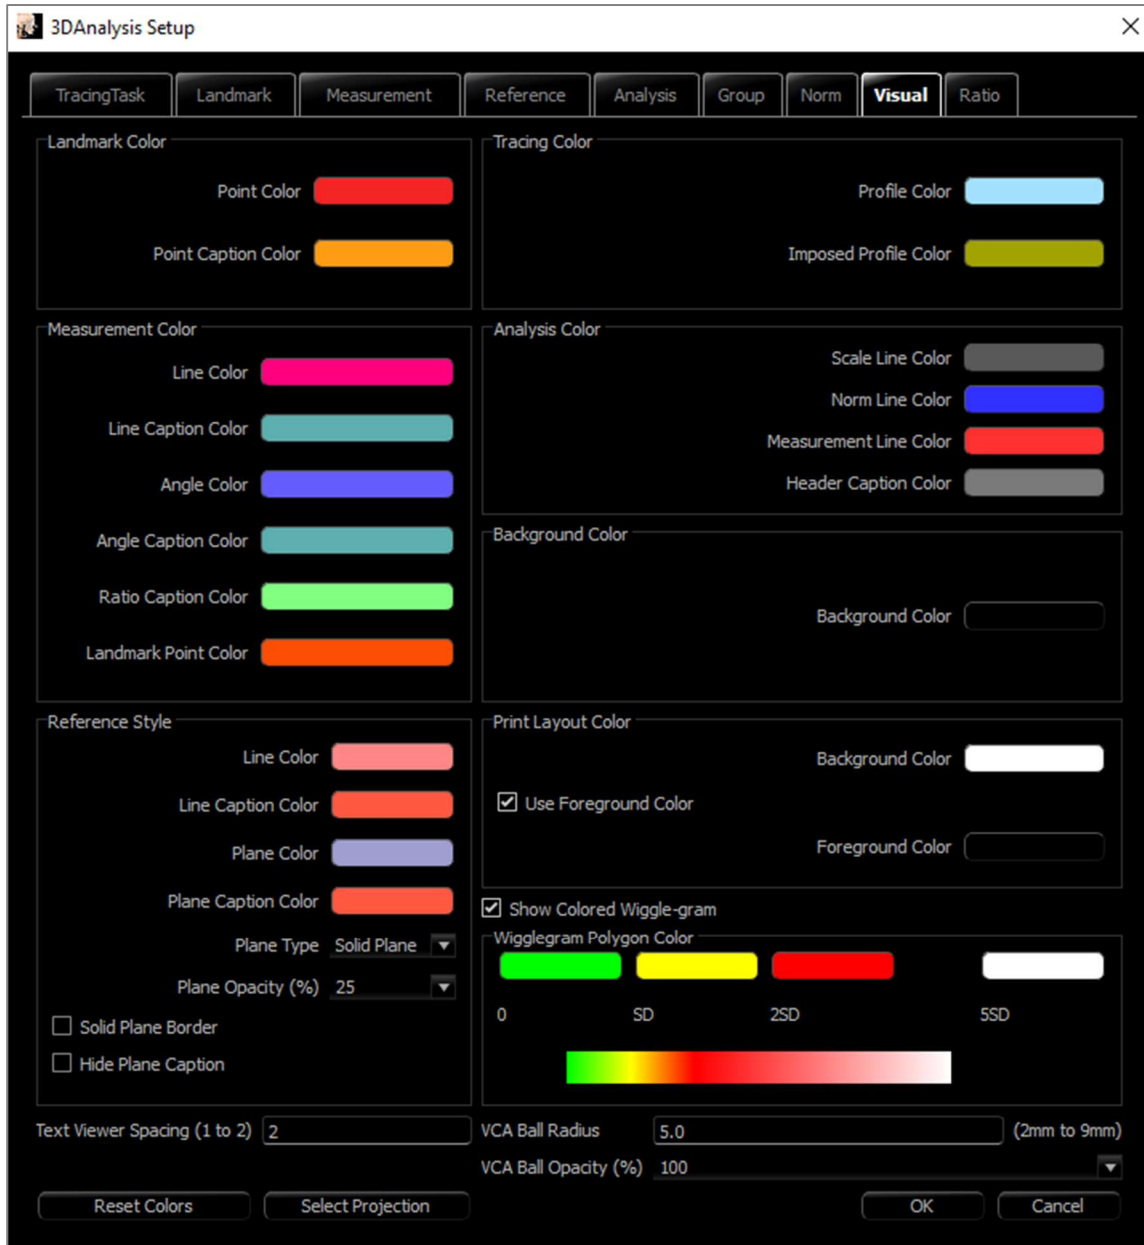 3DAnalysis Setup
TracingTask Landmark Measurement Reference Analysis Group Norm Visual Ratio
Landmark Color
Point Color
Point Caption Color
Tracing Color
Profile Color
Imposed Profile Color
Measurement Color
Line Color
Line Caption Color
Angle Color
Angle Caption Color
Ratio Caption Color
Landmark Point Color
Analysis Color
Scale Line Color
Norm Line Color
Measurement Line Color
Header Caption Color
Background Color
Background Color
Reference Style
Line Color
Line Caption Color
Plane Color
Plane Caption Color
Plane Type Solid Plane
Plane Opacity (%) 25
Solid Plane Border
Hide Plane Caption
Print Layout Color
Background Color
Use Foreground Color
Foreground Color
Show Colored Wiggle-gram
Wigglegram Polygon Color
0 SD 2SD 5SD
Text Viewer Spacing (1 to 2) 2
VCA Ball Radius 5.0 (2mm to 9mm)
VCA Ball Opacity (%) 100
Reset Colors Select Projection OK Cancel